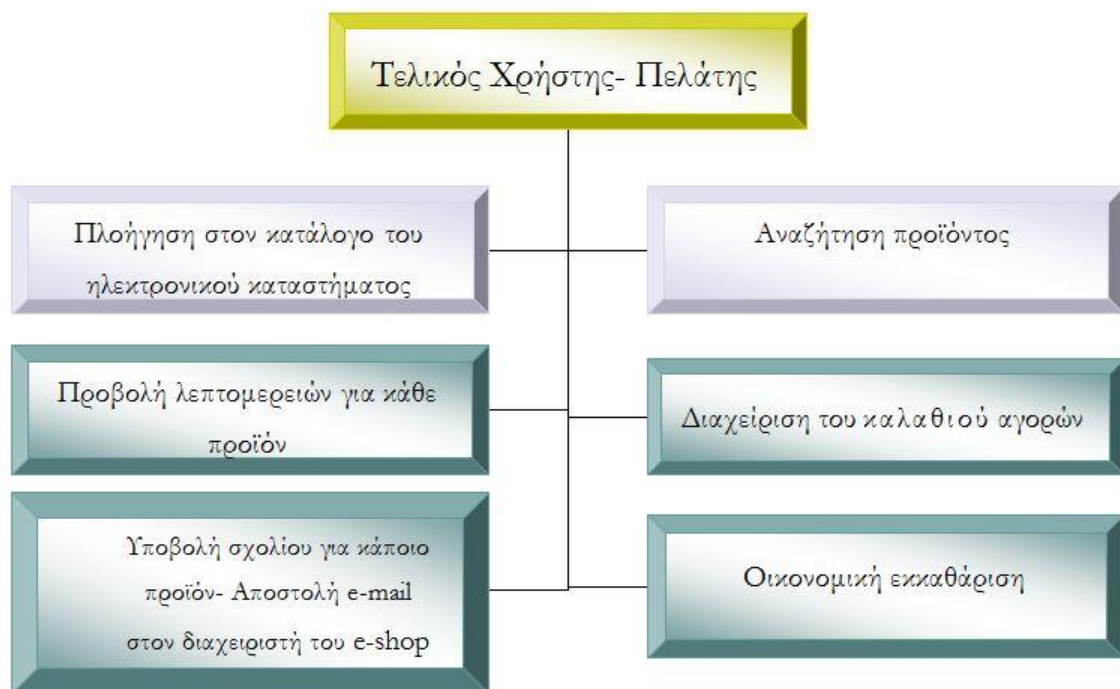 Τελικός Χρήστης- Πελάτης
Πλοήγηση στον κατάλογο του
ηλεκτρονικού καταστήματος
Αναζήτηση προϊόντος
Προβολή λεπτομερειών για κάθε
προϊόν
Διαχείριση του καλαθιού αγορών
Υποβολή σχολίου για κάποιο
προϊόν- Αποστολή e-mail
στον διαχειριστή του e-shop
Οικονομική εκκαθάριση